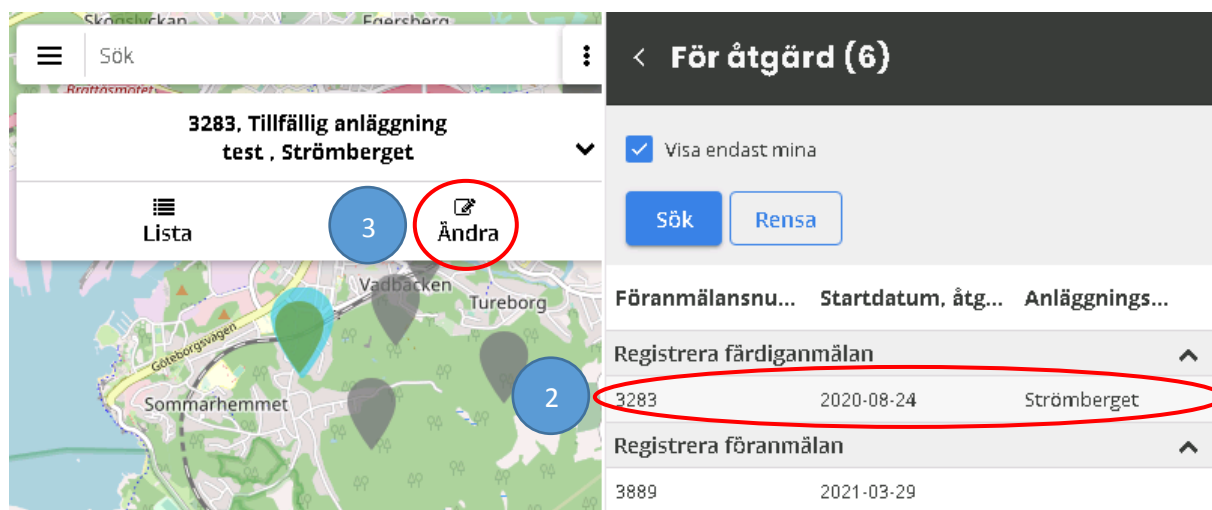 Skogslyckan
Egersberg
Sök
Brattåsmotet
3283, Tillfällig anläggning
test , Strömberget
Lista
3
Ändra
Vadbacken
Tureborg
Göteborgsvägen
Sommarhemmet
För åtgärd (6)
Visa endast mina
Sök
Rensa
Föranmälansnu... Startdatum, åtg... Anläggnings...
Registrera färdiganmälan
2
3283 2020-08-24 Strömberget
Registrera föranmälan
3889 2021-03-29